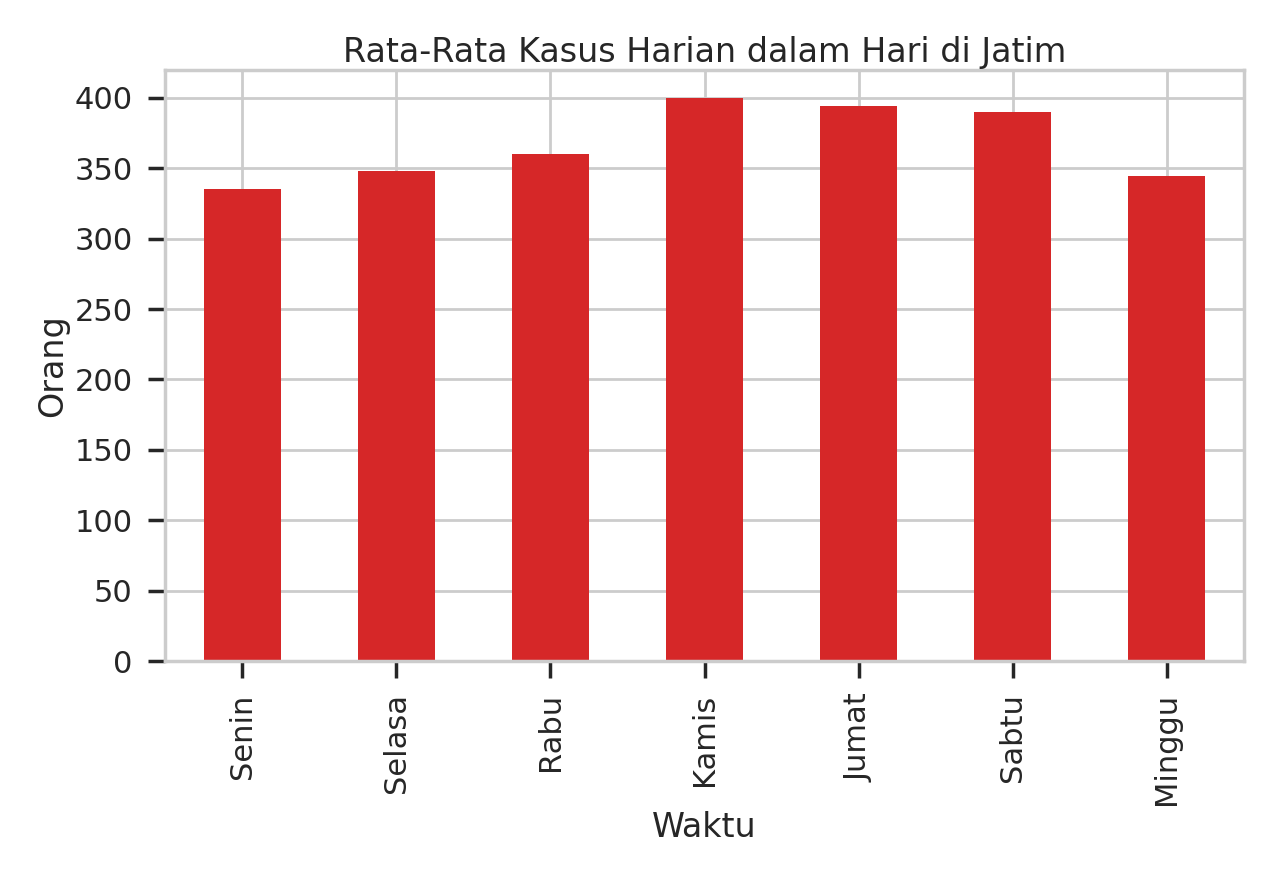 Rata-Rata Kasus Harian dalam Hari di Jatim
400
350
300
250
200
150
100
50
0
Orang
Senin
Selasa
Rabu
Kamis
Jumat
Sabtu
Minggu
Waktu